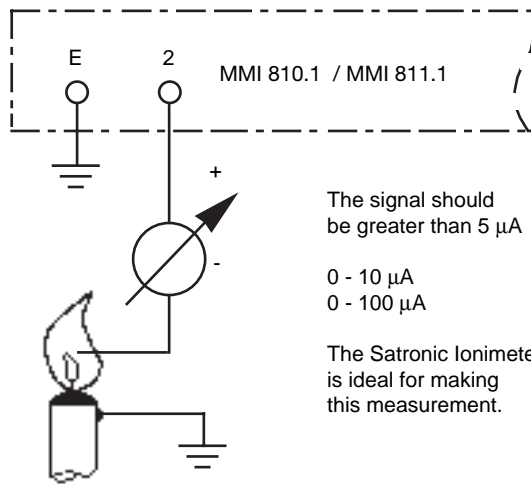 E 2 MMI 810.1 / MMI 811.1
+
-
The signal should
be greater than 5 µA
0 - 10 µA
0 - 100 µA
The Satronic Ionimete
is ideal for making
this measurement.